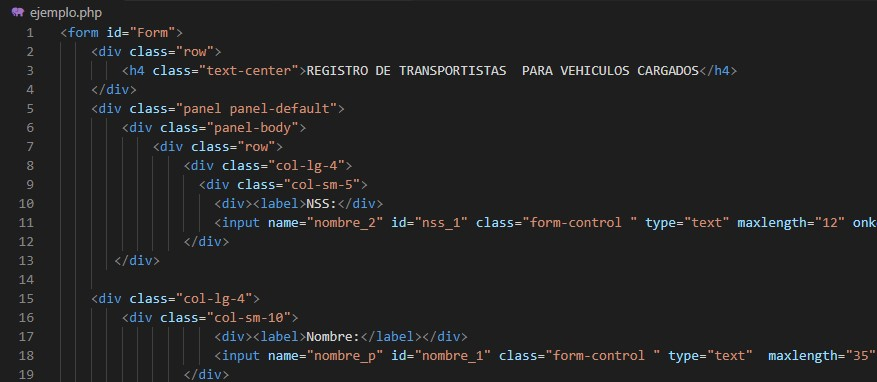 ejemplo.php
1 <form id="Form">
2 <div class="row">
3 <h4 class="text-center">REGISTRO DE TRANSPORTISTAS  PARA VEHICULOS CARGADOS</h4>
4 </div>
5 <div class="panel panel-default">
6 <div class="panel-body">
7 <div class="row">
8 <div class="col-lg-4">
9 <div class="col-sm-5">
10 <div><label>NSS:</div>
11 <input name="nombre_2" id="nss_1" class="form-control " type="text" maxlength="12" onk
12 </div>
13 </div>
14
15 <div class="col-lg-4">
16 <div class="col-sm-10">
17 <div><label>Nombre:</label></div>
18 <input name="nombre_p" id="nombre_1" class="form-control " type="text"  maxlength="35"
19 </div>